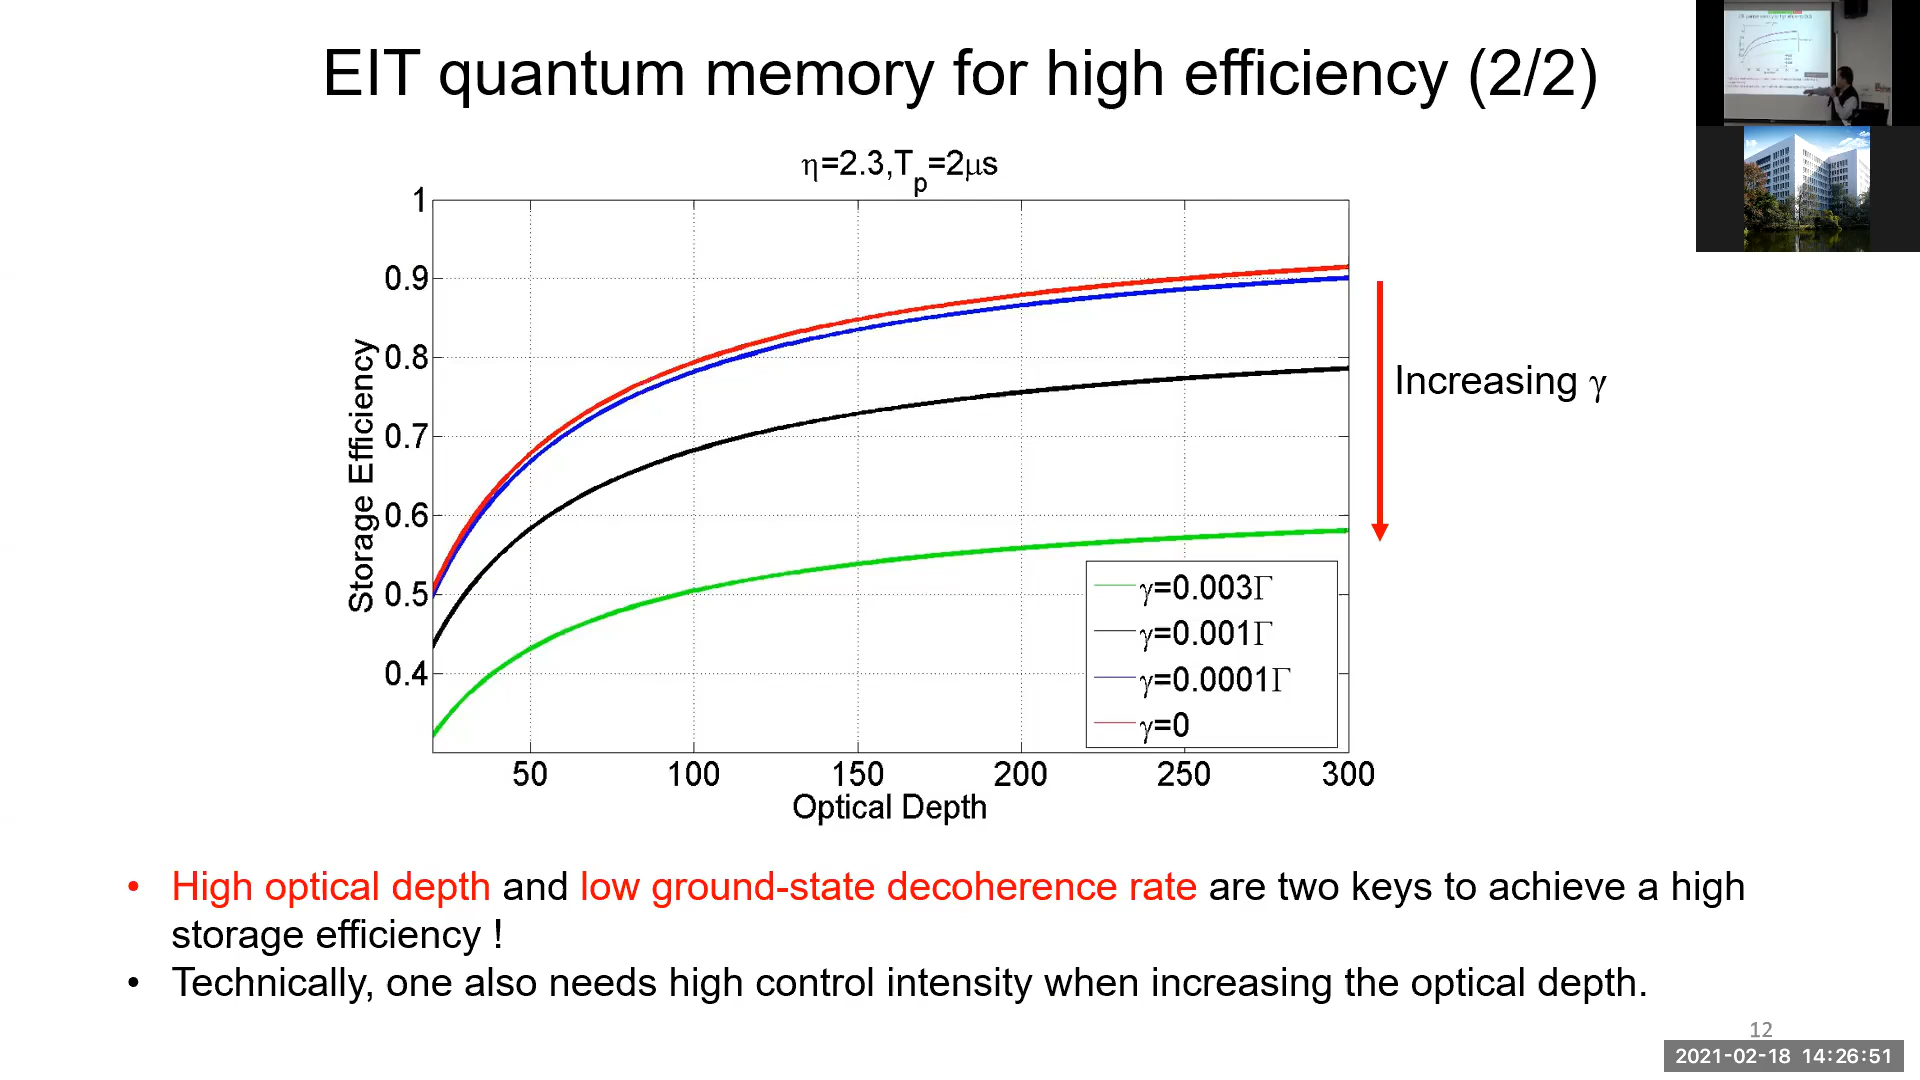 EIT quantum memory for high efficiency (2/2)
η=2.3,Tp=2μs
1
0.9
0.8
0.7
0.6
0.5
0.4
Storage Efficiency
50 100 150 200 250 300
Optical Depth
Increasing γ
γ=0.003Γ
γ=0.001Γ
γ=0.0001Γ
γ=0
• High optical depth and low ground-state decoherence rate are two keys to achieve a high
storage efficiency !
• Technically, one also needs high control intensity when increasing the optical depth.
12
2021-02-18 14:26:51